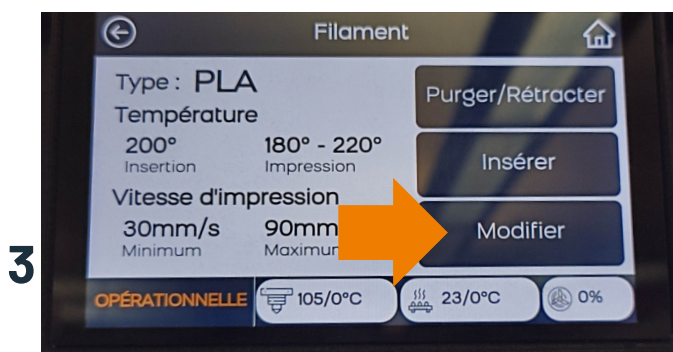 Filament
Type : PLA
Température
200° 180° - 220°
Insertion Impression
Vitesse d'impression
30mm/s 90mm
Minimum
Purger/Rétracter
Insérer
Modifier
3
OPÉRATIONNELLE 105/0°C 23/0°C 0%